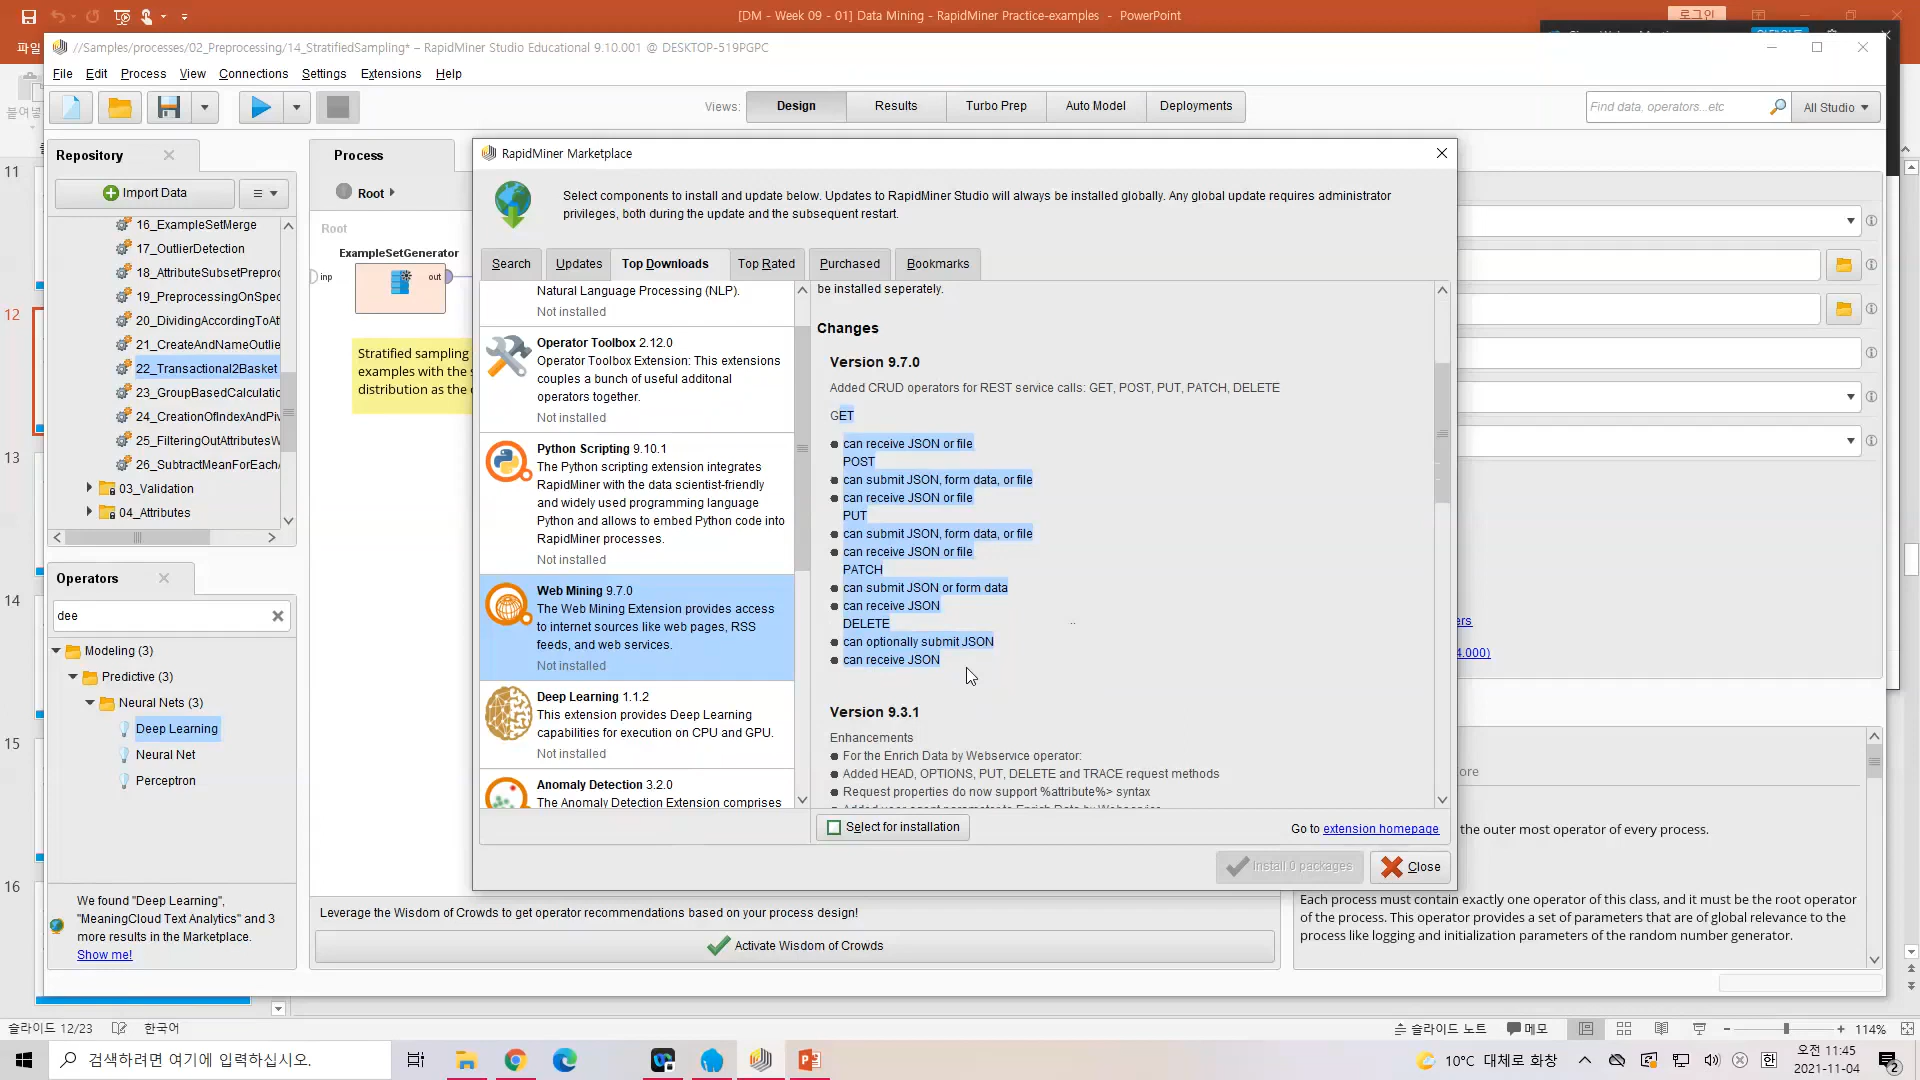 [DM - Week 09 - 01] Data Mining - RapidMiner Practice-examples - PowerPoint
로그인
파일
//Samples/processes/02_Preprocessing/14_StratifiedSampling* – RapidMiner Studio Educational 9.10.001 @ DESKTOP-519PGPC
File Edit Process View Connections Settings Extensions Help
Views: Design Results Turbo Prep Auto Model Deployments
Find data, operators...etc
All Studio
Repository
Import Data
16_ExampleSetMerge
17_OutlierDetection
18_AttributeSubsetPreproc
19_PreprocessingOnSpec
20_DividingAccordingToAtt
21_CreateAndNameOutlie
22_Transactional2Basket
23_GroupBasedCalculatic
24_CreationOfIndexAndPiv
25_FilteringOutAttributesW
26_SubtractMeanForEachA
03_Validation
04_Attributes
Operators
dee
Modeling (3)
Predictive (3)
Neural Nets (3)
Deep Learning
Neural Net
Perceptron
We found "Deep Learning",
"MeaningCloud Text Analytics" and 3
more results in the Marketplace.
Show me!
Process
Root
Root
ExampleSetGenerator
inp
out
Stratified sampling
examples with the s
distribution as the
RapidMiner Marketplace
Select components to install and update below. Updates to RapidMiner Studio will always be installed globally. Any global update requires administrator
privileges, both during the update and the subsequent restart.
Search Updates Top Downloads Top Rated Purchased Bookmarks
Natural Language Processing (NLP).
Not installed
Operator Toolbox 2.12.0
Operator Toolbox Extension: This extensions
couples a bunch of useful additonal
operators together.
Not installed
Python Scripting 9.10.1
The Python scripting extension integrates
RapidMiner with the data scientist-friendly
and widely used programming language
Python and allows to embed Python code into
RapidMiner processes.
Not installed
Web Mining 9.7.0
The Web Mining Extension provides access
to internet sources like web pages, RSS
feeds, and web services.
Not installed
Deep Learning 1.1.2
This extension provides Deep Learning
capabilities for execution on CPU and GPU.
Not installed
Anomaly Detection 3.2.0
The Anomaly Detection Extension comprises
be installed seperately.
Changes
Version 9.7.0
Added CRUD operators for REST service calls: GET, POST, PUT, PATCH, DELETE
GET
can receive JSON or file
POST
can submit JSON, form data, or file
can receive JSON or file
PUT
can submit JSON, form data, or file
can receive JSON or file
PATCH
can submit JSON or form data
can receive JSON
DELETE
can optionally submit JSON
can receive JSON
Version 9.3.1
Enhancements
For the Enrich Data by Webservice operator:
Added HEAD, OPTIONS, PUT, DELETE and TRACE request methods
Request properties do now support %attribute%> syntax
Select for installation
Go to extension homepage
Install 0 packages
Close
Leverage the Wisdom of Crowds to get operator recommendations based on your process design!
Activate Wisdom of Crowds
ers
4.000)
ore
the outer most operator of every process.
Each process must contain exactly one operator of this class, and it must be the root operator
of the process. This operator provides a set of parameters that are of global relevance to the
process like logging and initialization parameters of the random number generator.
11
12
13
14
15
16
슬라이드 12/23
한국어
슬라이드 노트
메모
114%
검색하려면 여기에 입력하십시오.
10°C 대체로 화창
오전 11:45
2021-11-04
2